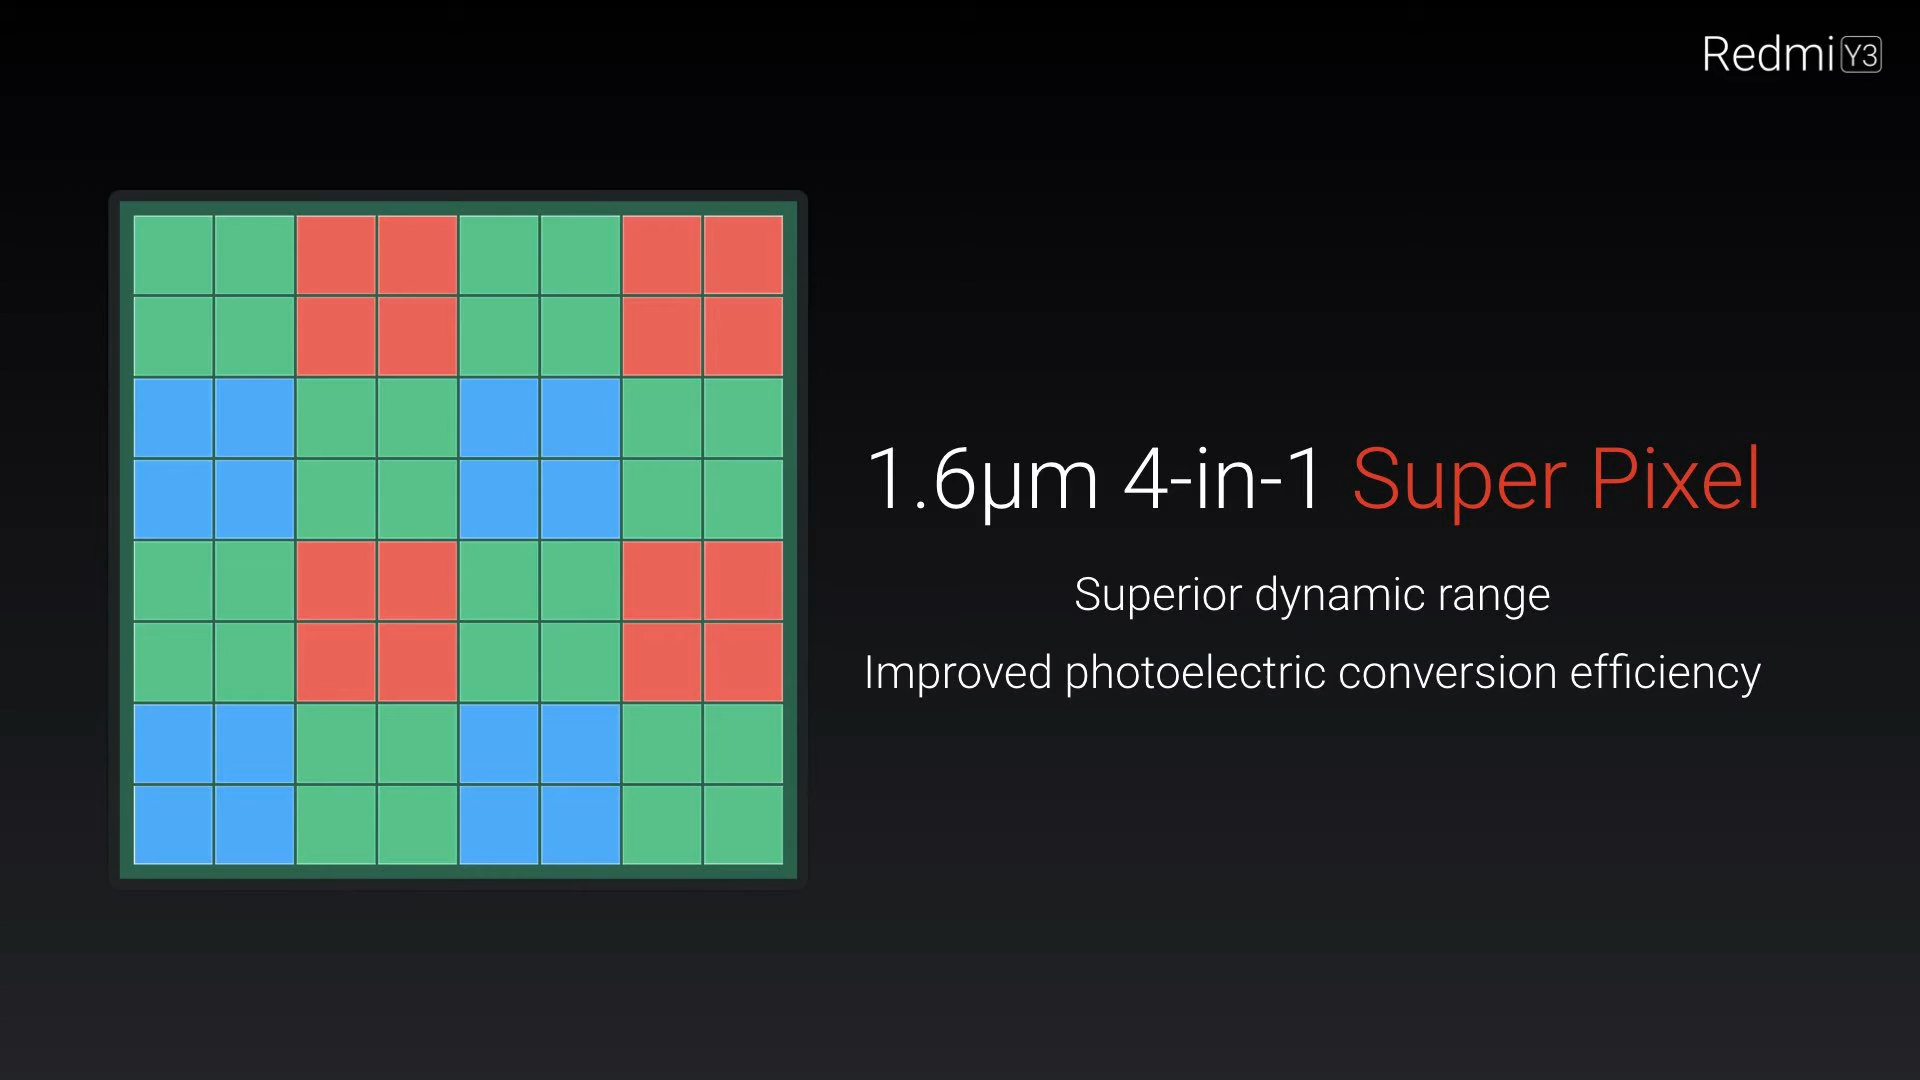 Redmi Y3
1.6μm 4-in-1 Super Pixel
Superior dynamic range
Improved photoelectric conversion efficiency